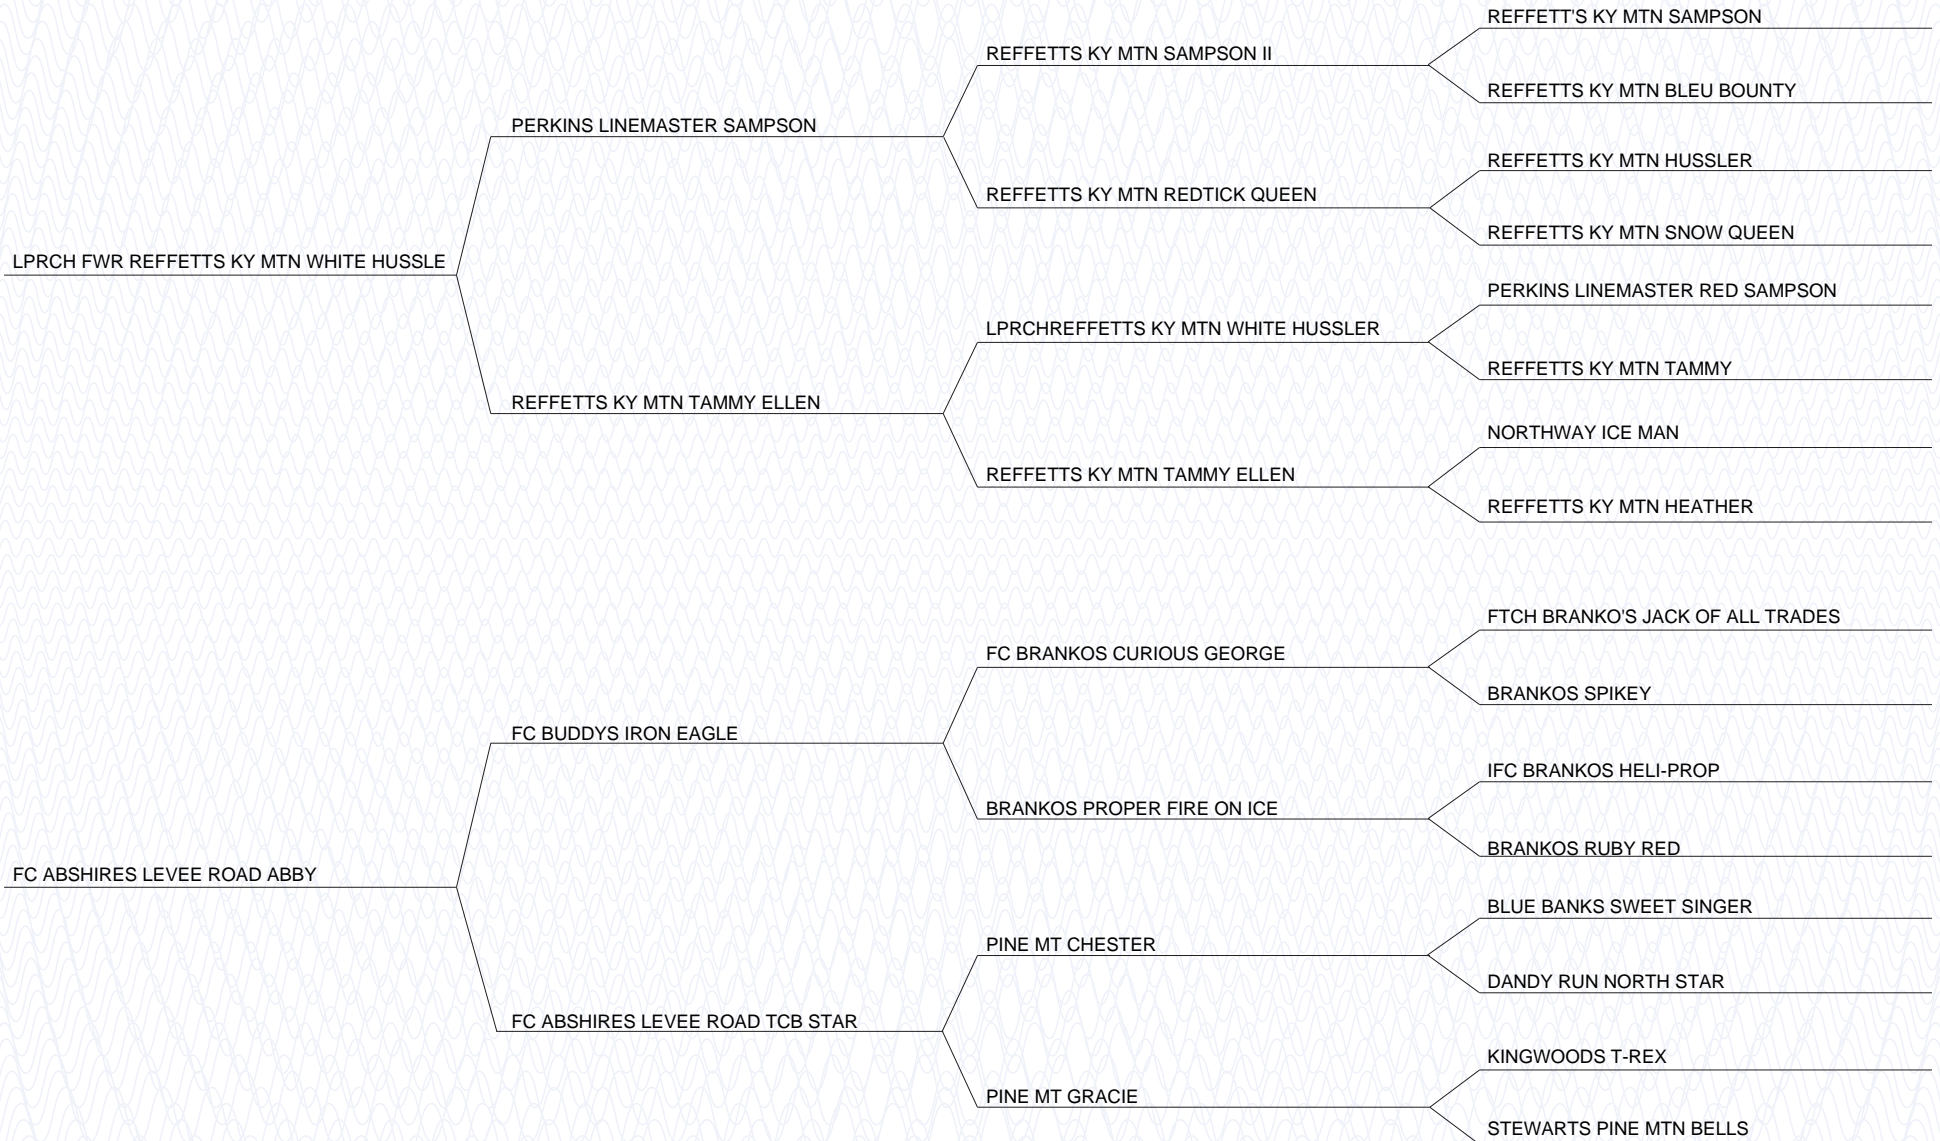 REFFETT'S KY MTN SAMPSON
REFFETTS KY MTN SAMPSON II
REFFETTS KY MTN BLEU BOUNTY
PERKINS LINEMASTER SAMPSON
REFFETTS KY MTN HUSSLER
REFFETTS KY MTN REDTICK QUEEN
REFFETTS KY MTN SNOW QUEEN
LPRCH FWR REFFETTS KY MTN WHITE HUSSLE
PERKINS LINEMASTER RED SAMPSON
LPRCHREFFETTS KY MTN WHITE HUSSLER
REFFETTS KY MTN TAMMY
REFFETTS KY MTN TAMMY ELLEN
NORTHWAY ICE MAN
REFFETTS KY MTN TAMMY ELLEN
REFFETTS KY MTN HEATHER
FTCH BRANKO'S JACK OF ALL TRADES
FC BRANKOS CURIOUS GEORGE
BRANKOS SPIKEY
FC BUDDYS IRON EAGLE
IFC BRANKOS HELI-PROP
BRANKOS PROPER FIRE ON ICE
BRANKOS RUBY RED
FC ABSHIRES LEVEE ROAD ABBY
BLUE BANKS SWEET SINGER
PINE MT CHESTER
DANDY RUN NORTH STAR
FC ABSHIRES LEVEE ROAD TCB STAR
KINGWOODS T-REX
PINE MT GRACIE
STEWARTS PINE MTN BELLS